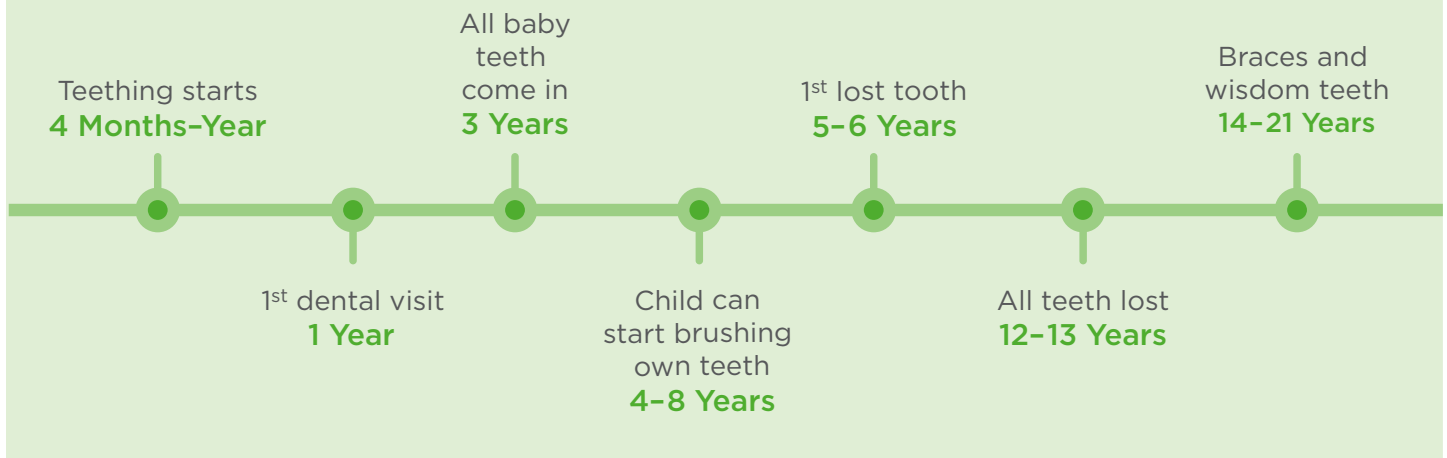 Teething starts
4 Months–Year
1st dental visit
1 Year
All baby
teeth
come in
3 Years
Child can
start brushing
own teeth
4–8 Years
1st lost tooth
5–6 Years
All teeth lost
12–13 Years
Braces and
wisdom teeth
14–21 Years